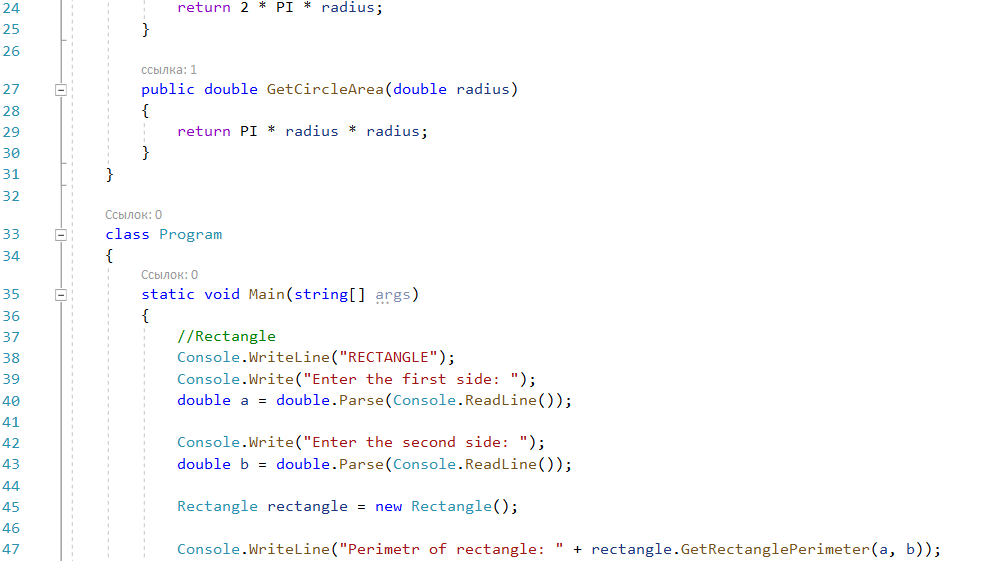 24 return 2 * PI * radius;
25 }
26
ссылка: 1
27 public double GetCircleArea(double radius)
28 {
29 return PI * radius * radius;
30 }
31 }
32
Ссылок: 0
33 class Program
34 {
Ссылок: 0
35 static void Main(string[] args)
36 {
37 //Rectangle
38 Console.WriteLine("RECTANGLE");
39 Console.Write("Enter the first side: ");
40 double a = double.Parse(Console.ReadLine());
41
42 Console.Write("Enter the second side: ");
43 double b = double.Parse(Console.ReadLine());
44
45 Rectangle rectangle = new Rectangle();
46
47 Console.WriteLine("Perimetr of rectangle: " + rectangle.GetRectanglePerimeter(a, b));